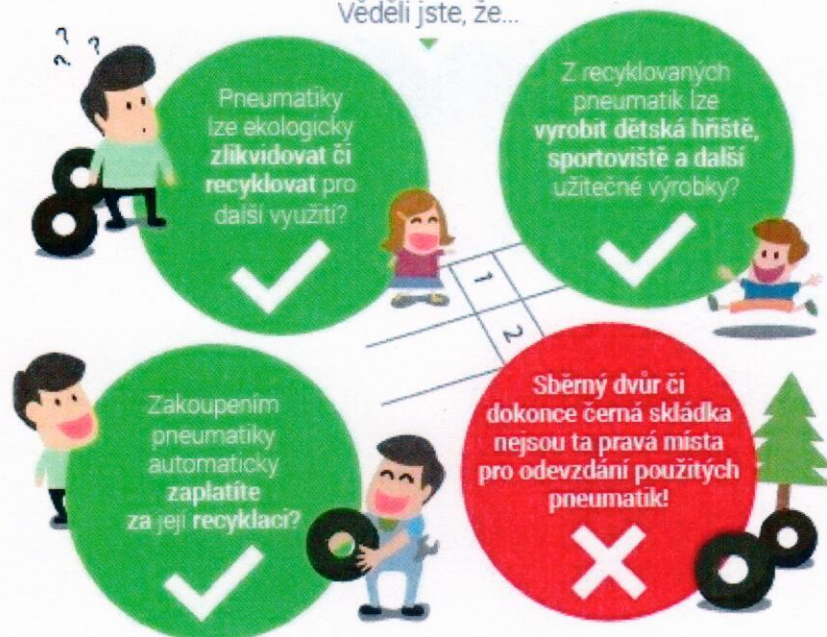 Věděli jste, že...
? ? ?
Pneumatiky
lze ekologicky
zlikvidovat či
recyklovat pro
další využití?
Z recyklovaných
pneumatik lze
vyrobit dětská hřiště,
sportoviště a další
užitečné výrobky?
1
2
Zakoupením
pneumatiky
automaticky
zaplatíte
za její recyklaci?
Sběrný dvůr či
dokonce černá skládka
nejsou ta pravá místa
pro odevzdání použitých
pneumatik!